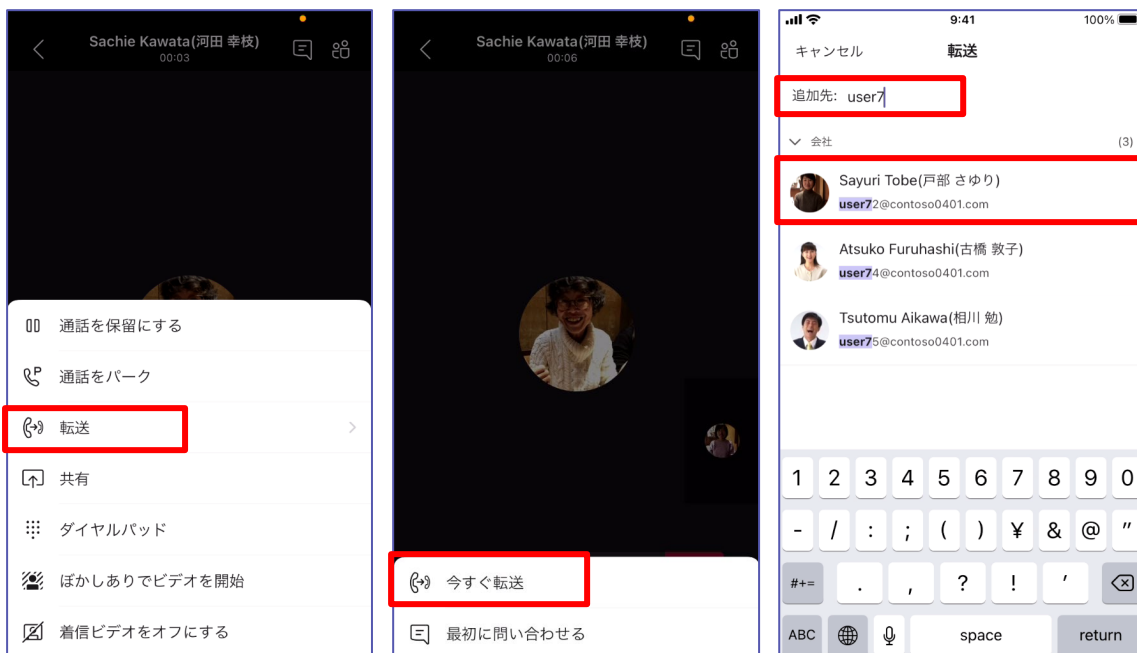 Sachie Kawata(河田 幸枝)
00:03
通話を保留にする
通話をパーク
転送
共有
ダイヤルパッド
ぼかしありでビデオを開始
着信ビデオをオフにする
Sachie Kawata(河田 幸枝)
00:06
今すぐ転送
最初に問い合わせる
9:41
100%
キャンセル
転送
追加先: user7
会社
(3)
Sayuri Tobe(戸部 さゆり)
user72@contoso0401.com
Atsuko Furuhashi(古橋 敦子)
user74@contoso0401.com
Tsutomu Aikawa(相川 勉)
user75@contoso0401.com
1 2 3 4 5 6 7 8 9 0
- / : ; ( ) ¥ & @ "
#+= . , ? ! ′
ABC space return